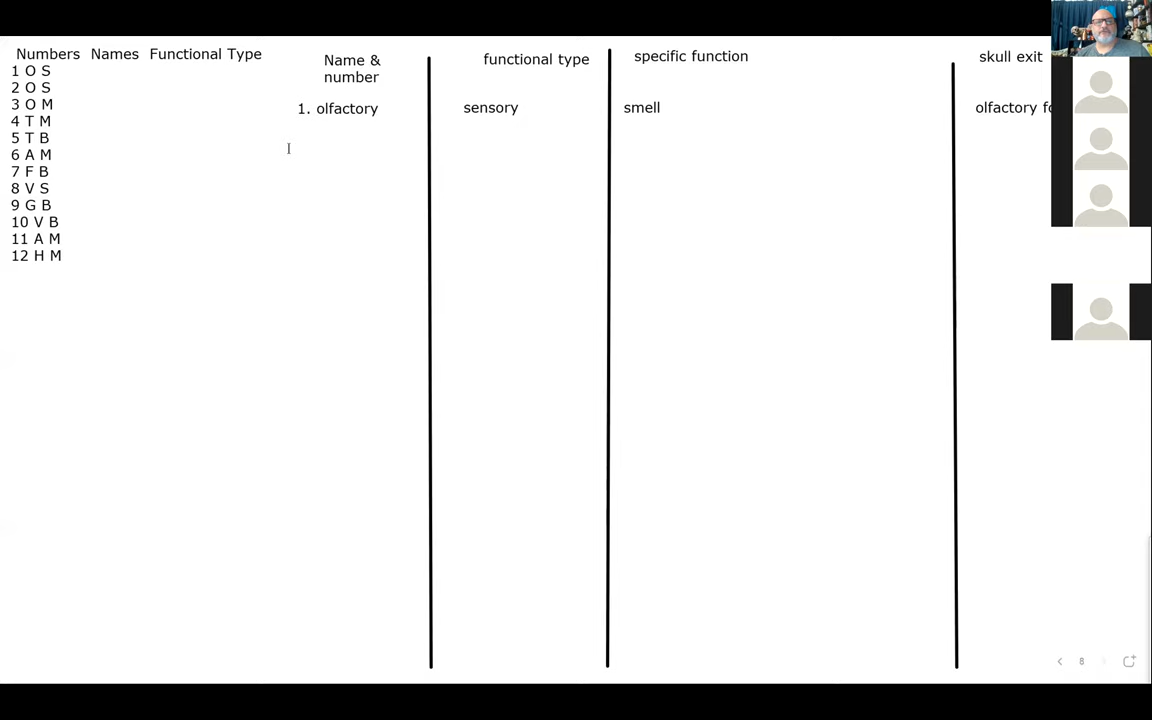 Numbers Names Functional Type
1 O S
2 O S
3 O M
4 T M
5 T B
6 A M
7 F B
8 V S
9 G B
10 V B
11 A M
12 H M
Name &
number
functional type
specific function
skull exit
1. olfactory
sensory
smell
olfactory
8